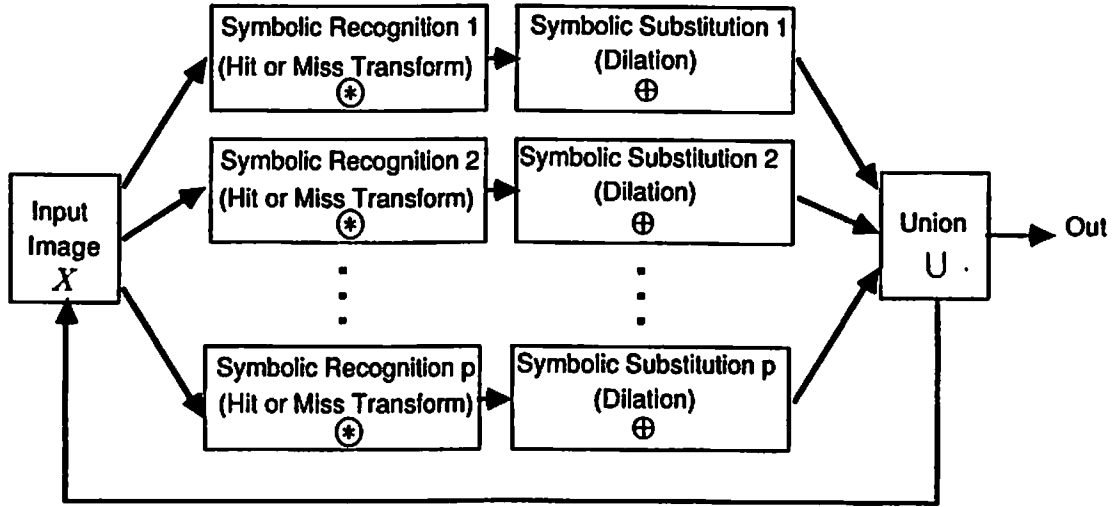 Symbolic Recognition 1
(Hit or Miss Transform)
⊛
Symbolic Substitution 1
(Dilation)
⊕
Symbolic Recognition 2
(Hit or Miss Transform)
⊛
Symbolic Substitution 2
(Dilation)
⊕
Input
Image
X
Union
∪
Out
Symbolic Recognition p
(Hit or Miss Transform)
⊛
Symbolic Substitution p
(Dilation)
⊕